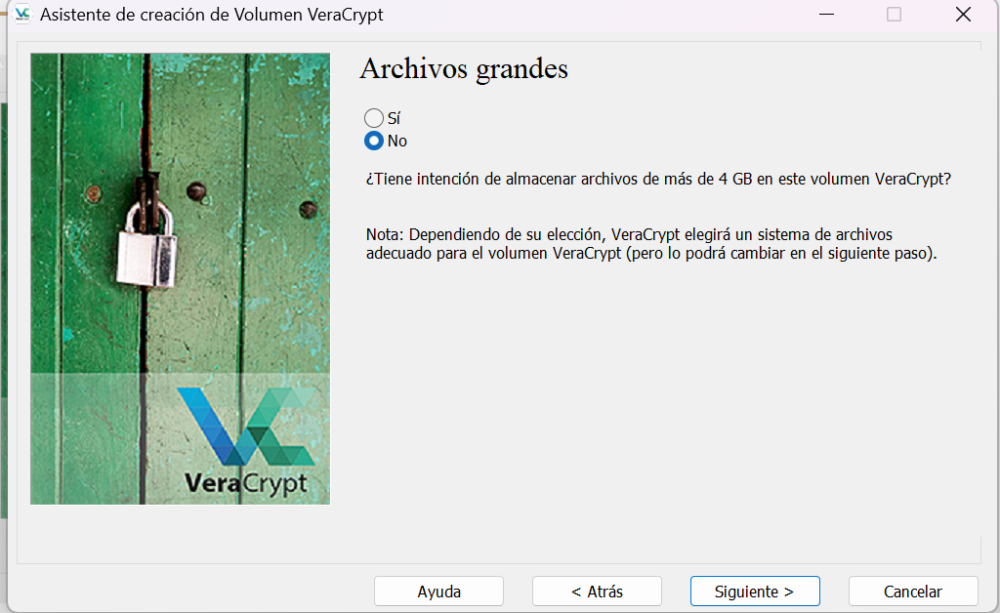 Asistente de creación de Volumen VeraCrypt
Archivos grandes
Sí
No
¿Tiene intención de almacenar archivos de más de 4 GB en este volumen VeraCrypt?
Nota: Dependiendo de su elección, VeraCrypt elegirá un sistema de archivos
adecuado para el volumen VeraCrypt (pero lo podrá cambiar en el siguiente paso).
VeraCrypt
Ayuda
< Atrás
Siguiente >
Cancelar